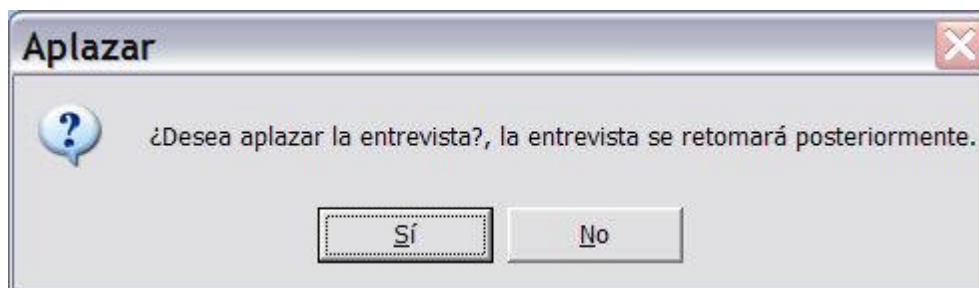 Aplazar
¿Desea aplazar la entrevista?, la entrevista se retomará posteriormente.
Sí
No